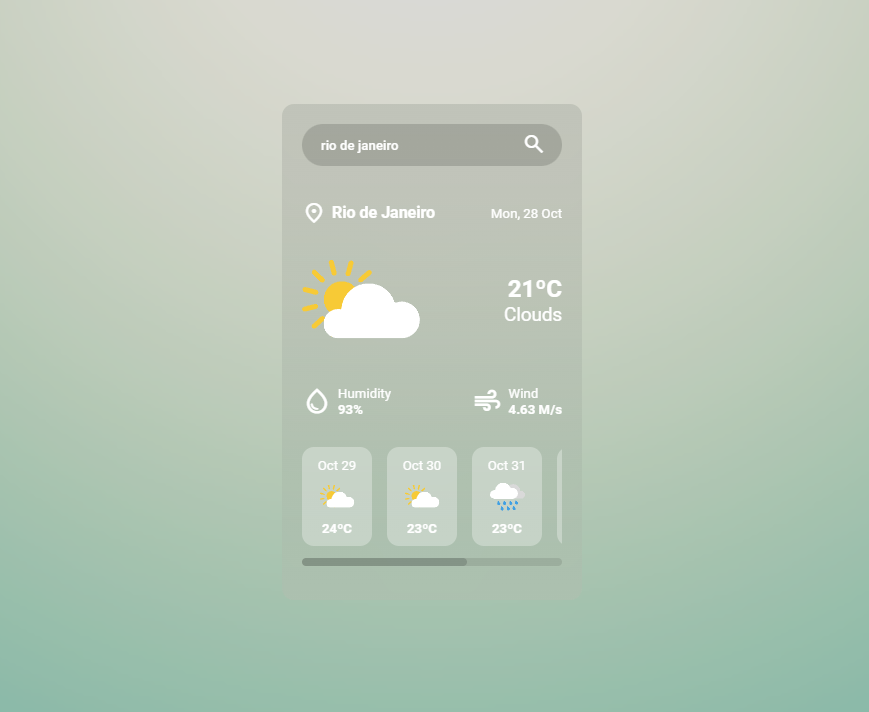 rio de janeiro
Rio de Janeiro Mon, 28 Oct
21ºC
Clouds
Humidity Wind
93% 4.63 M/s
Oct 29 Oct 30 Oct 31
24ºC 23ºC 23ºC